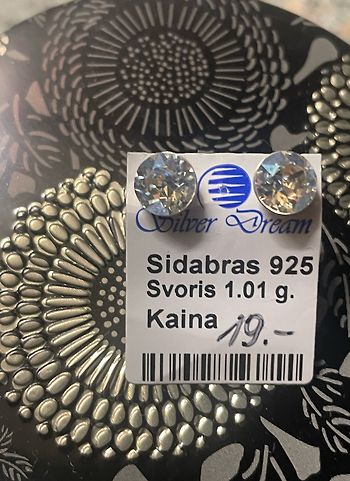 Silver Dream
Sidabras 925
Svoris 1.01 g.
Kaina 19.-